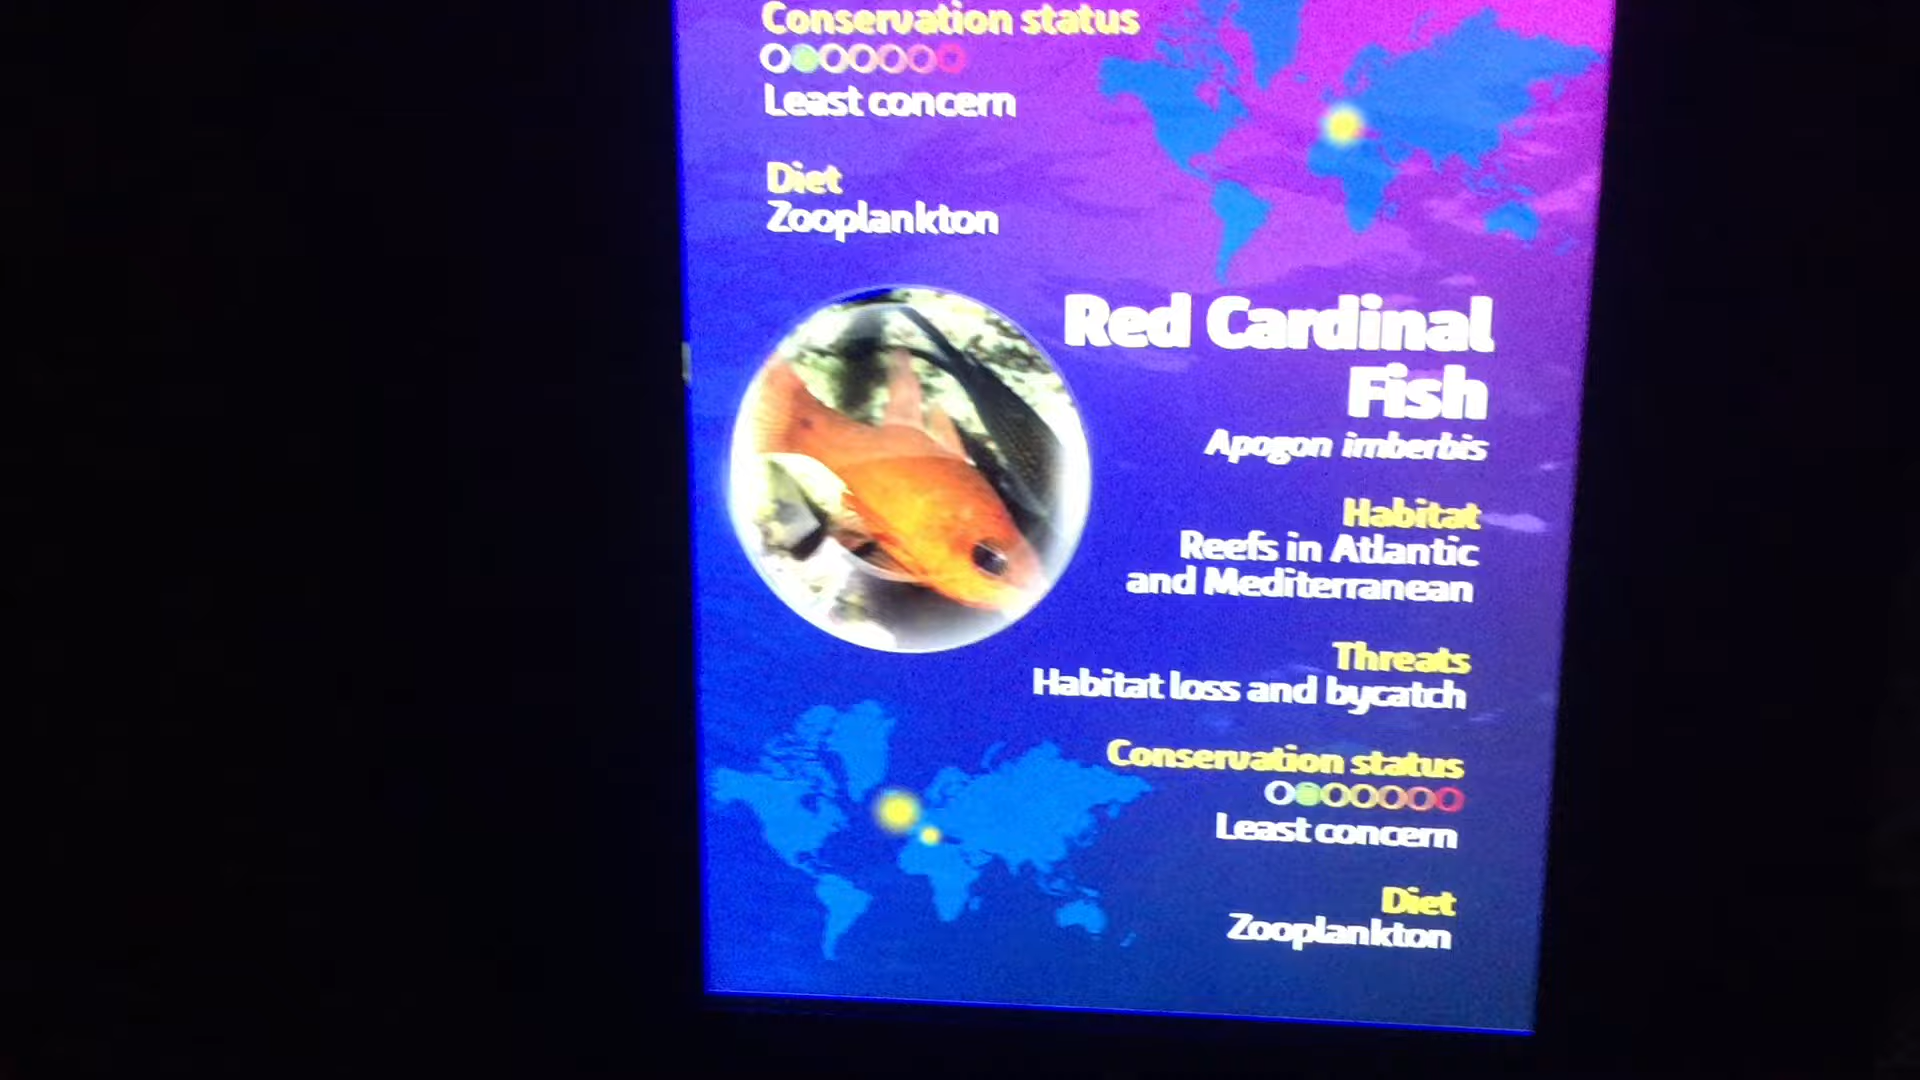 Conservation status
Least concern
Diet
Zooplankton
Red Cardinal
Fish
Apogon imberbis
Habitat
Reefs in Atlantic
and Mediterranean
Threats
Habitat loss and bycatch
Conservation status
Least concern
Diet
Zooplankton